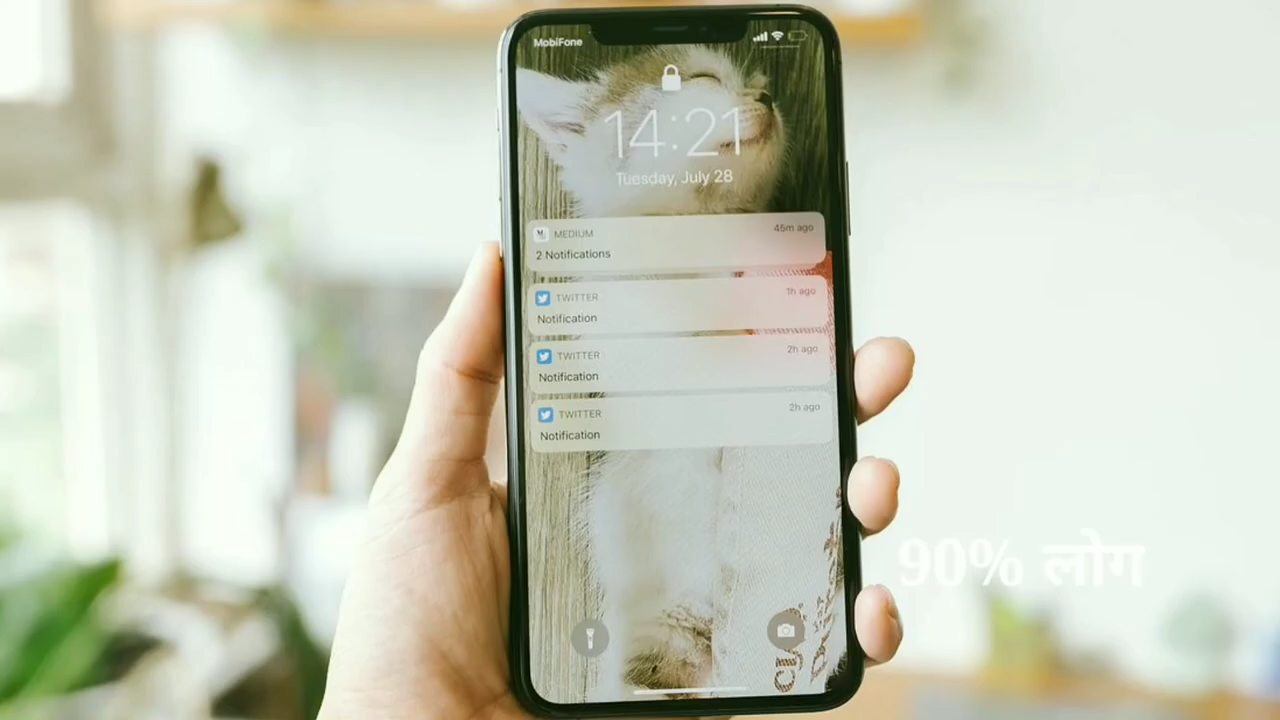 MobiFone
14:21
Tuesday, July 28
MEDIUM
45m ago
2 Notifications
TWITTER
1h ago
Notification
TWITTER
2h ago
Notification
TWITTER
2h ago
Notification
90% लोग